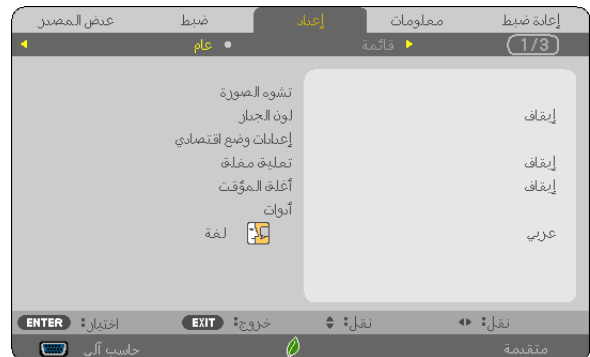 عرض المصدر ضبط إعداد معلومات إعادة ضبط
عام قائمة 1/3
تشوه الصورة
لون الجدار إيقاف
إعدادات وضع اقتصادي
تعليق مغلق إيقاف
أغلق المؤقت إيقاف
أدوات
لغة عربي
ENTER اختيار: EXIT خروج: نقل: نقل:
حاسب آلي متقدمة